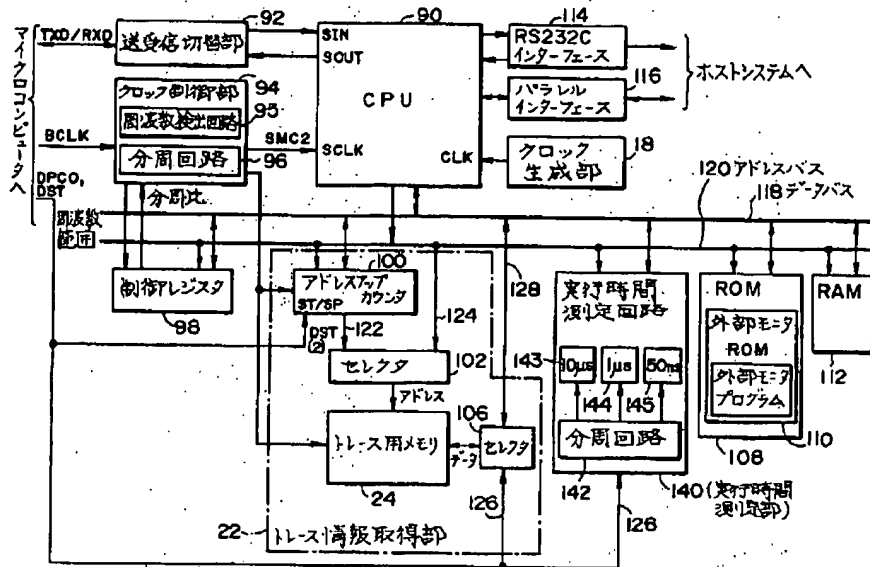 マイクロコンピュータへ
TXD/RXD
送受信切替部
92
SIN
SOUT
90
CPU
SCLK
CLK
114
RS232C
インターフェース
116
パラレル
インターフェース
ホストシステムへ
クロック
生成部
18
クロック制御部
94
周波数検出回路
95
分周回路
96
BCLK
SMC2
DPCO,
DST
分周比
周波数
120アドレスバス
118データバス
制御レジスタ
98
100
アドレスアップ
カウンタ
ST/SP
DST
(2)
122
124
セレクタ
102
アドレス
トレース用メモリ
24
データ
106
セレクタ
126
22
トレース情報取得部
128
実行時間
測定回路
143
10μs
1μs
50ns
144
145
分周回路
142
140(実行時間
測定部)
126
ROM
外部モニタ
ROM
外部モニタ
プログラム
110
108
RAM
112